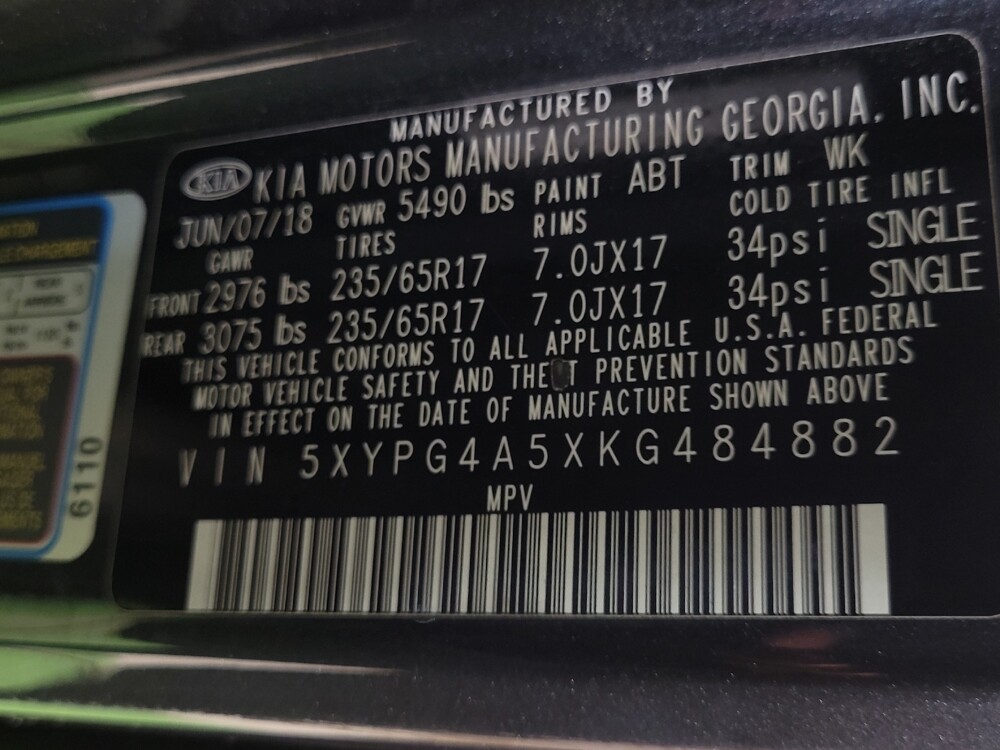 MANUFACTURED BY
KIA KIA MOTORS MANUFACTURING GEORGIA, INC.
JUN/07/18 GVWR 5490 lbs PAINT ABT TRIM WK
GAWR TIRES RIMS COLD TIRE INFL
FRONT 2976 lbs 235/65R17 7.0JX17 34psi SINGLE
REAR 3075 lbs 235/65R17 7.0JX17 34psi SINGLE
THIS VEHICLE CONFORMS TO ALL APPLICABLE U.S.A. FEDERAL
MOTOR VEHICLE SAFETY AND THE T PREVENTION STANDARDS
IN EFFECT ON THE DATE OF MANUFACTURE SHOWN ABOVE
VIN 5XYPG4A5XKG484882
MPV
6110